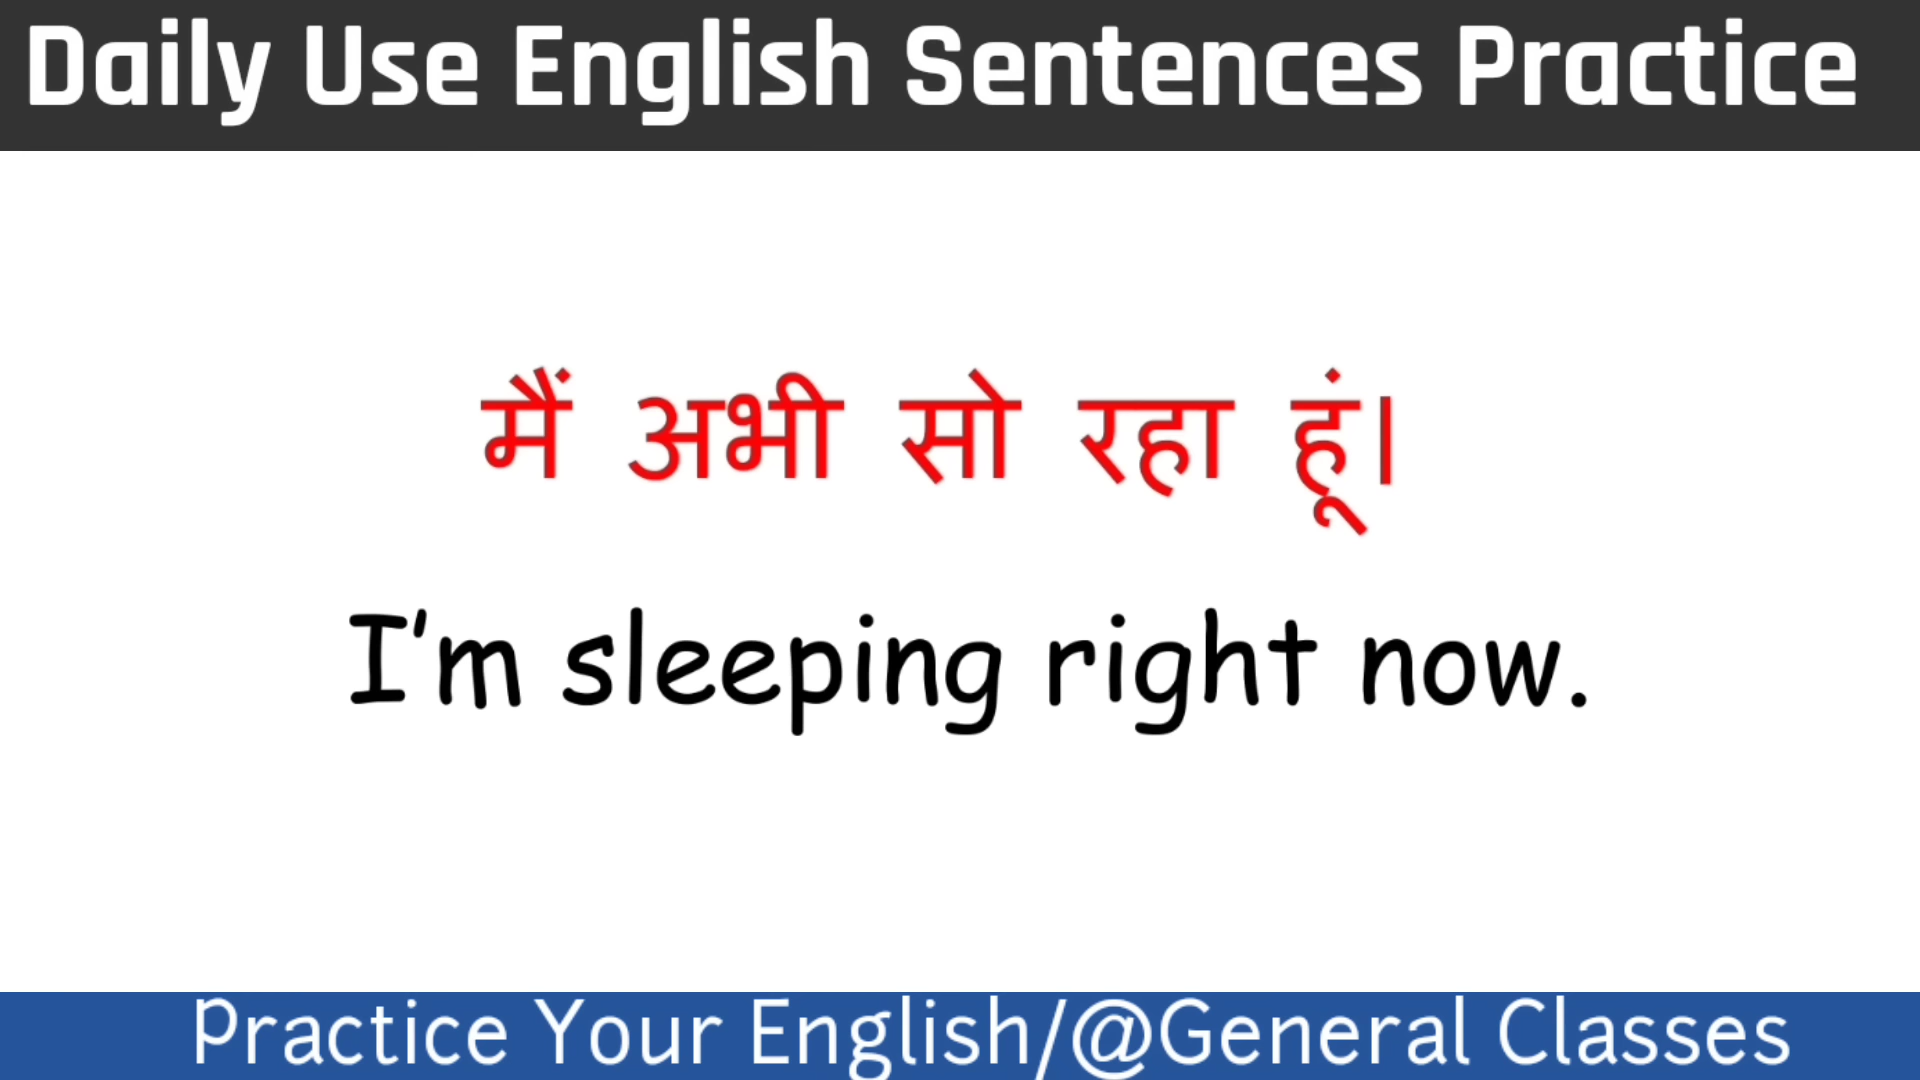 Daily Use English Sentences Practice
मैं अभी सो रहा हूं।
I'm sleeping right now.
Practice Your English/@General Classes